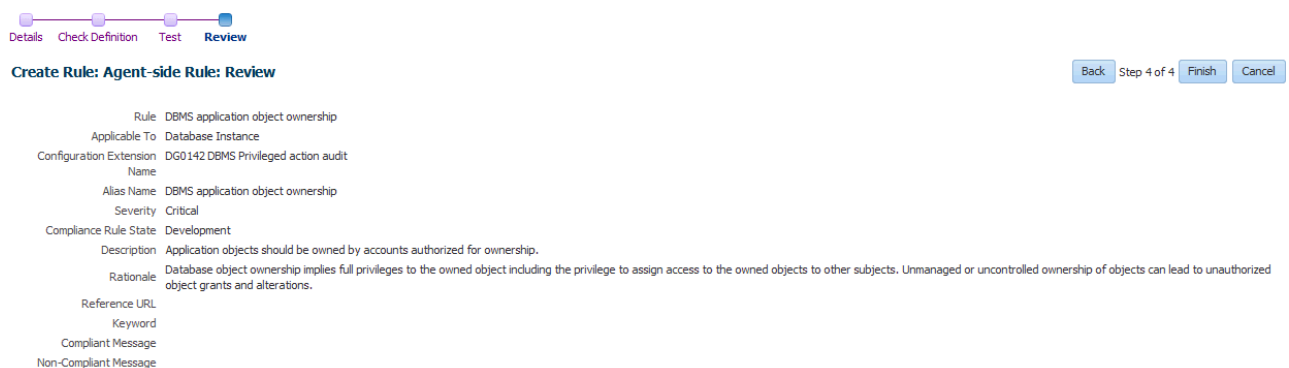 Details Check Definition Test Review
Create Rule: Agent-side Rule: Review
Back Step 4 of 4 Finish Cancel
Rule DBMS application object ownership
Applicable To Database Instance
Configuration Extension Name DG0142 DBMS Privileged action audit
Alias Name DBMS application object ownership
Severity Critical
Compliance Rule State Development
Description Application objects should be owned by accounts authorized for ownership.
Rationale Database object ownership implies full privileges to the owned object including the privilege to assign access to the owned objects to other subjects. Unmanaged or uncontrolled ownership of objects can lead to unauthorized
object grants and alterations.
Reference URL
Keyword
Compliant Message
Non-Compliant Message